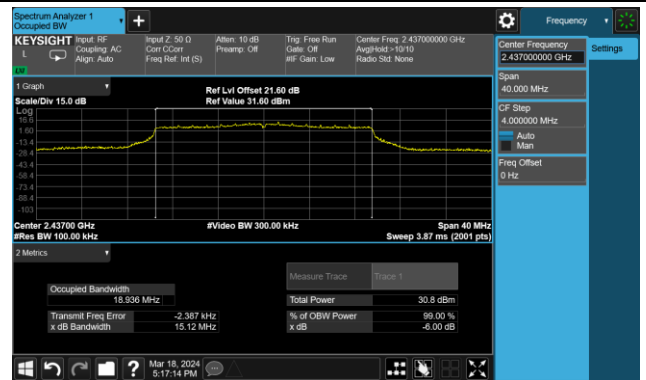 Spectrum Analyzer 1
Occupied BW
Frequency
KEYSIGHT
L
Input: RF
Coupling: AC
Align: Auto
Input Z: 50 Ω
Corr CCorr
Freq Ref: Int (S)
Atten: 10 dB
Preamp: Off
Trig: Free Run
Gate: Off
#IF Gain: Low
Center Freq: 2.437000000 GHz
Avg|Hold:>10/10
Radio Std: None
Center Frequency
2.437000000 GHz
Settings
Span
40.000 MHz
CF Step
4.000000 MHz
Auto
Man
Freq Offset
0 Hz
1 Graph
Scale/Div 15.0 dB
Log
Ref Lvl Offset 21.60 dB
Ref Value 31.60 dBm
16.6
1.60
-13.4
-28.4
-43.4
-58.4
-73.4
-88.4
-103
Center 2.43700 GHz
#Res BW 100.00 kHz
#Video BW 300.00 kHz
Span 40 MHz
Sweep 3.87 ms (2001 pts)
2 Metrics
Measure Trace
Trace 1
Occupied Bandwidth
18.936 MHz
Total Power
30.8 dBm
Transmit Freq Error
-2.387 kHz
% of OBW Power
99.00 %
x dB Bandwidth
15.12 MHz
x dB
-6.00 dB
?
Mar 18, 2024
5:17:14 PM